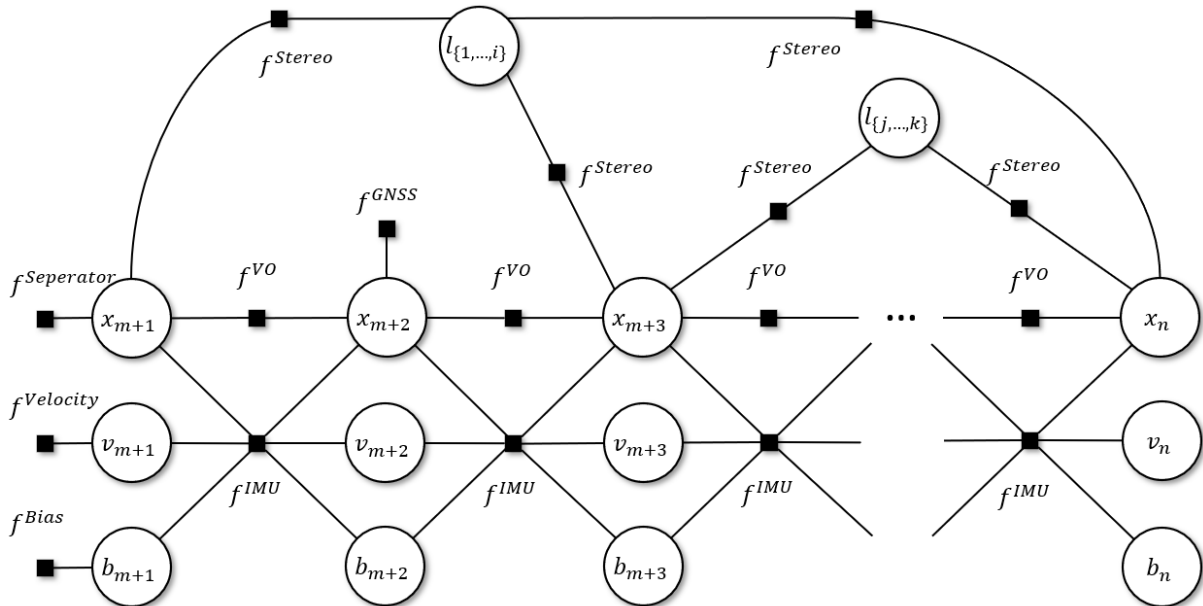 l_{\{1,…,i\}}
f^{Stereo} f^{Stereo}
l_{\{j,…,k\}}
f^{Stereo} f^{Stereo} f^{Stereo}
f^{GNSS}
f^{Seperator} f^{VO} f^{VO} f^{VO} f^{VO}
x_{m+1} x_{m+2} x_{m+3} … x_n
f^{Velocity}
v_{m+1} v_{m+2} v_{m+3} v_n
f^{IMU} f^{IMU} f^{IMU} f^{IMU}
f^{Bias}
b_{m+1} b_{m+2} b_{m+3} b_n